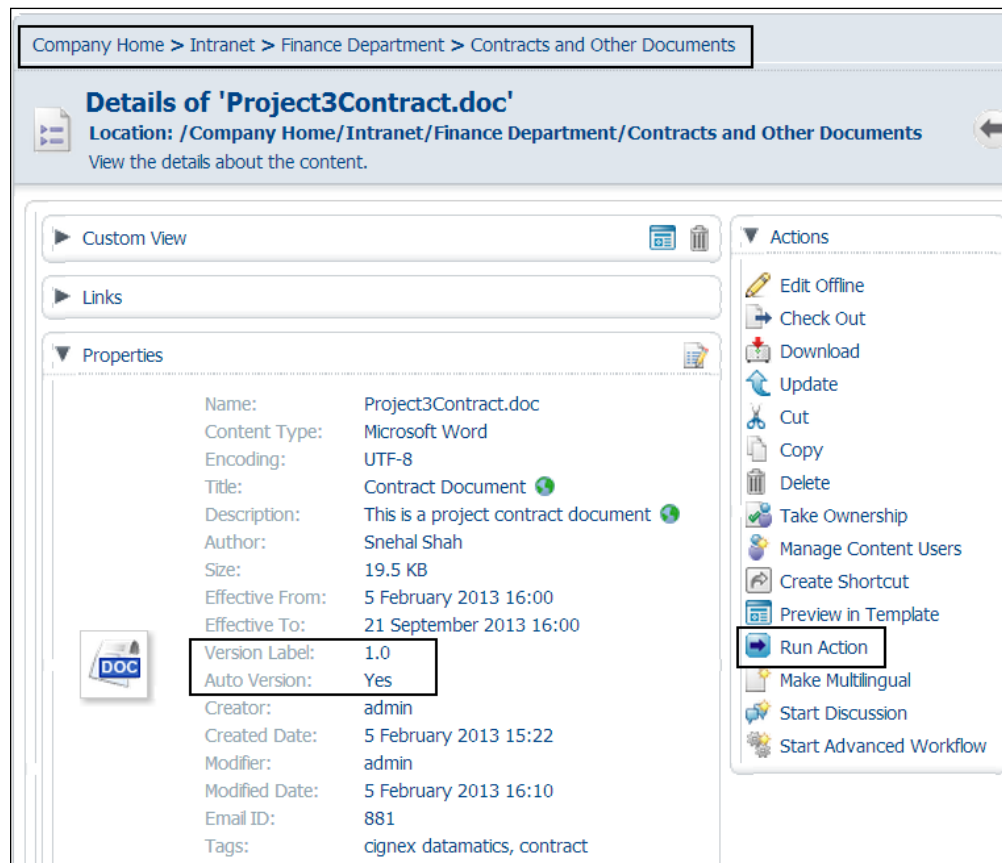 Company Home > Intranet > Finance Department > Contracts and Other Documents
Details of 'Project3Contract.doc'
Location: /Company Home/Intranet/Finance Department/Contracts and Other Documents
View the details about the content.
Custom View
Links
Properties
Name: Project3Contract.doc
Content Type: Microsoft Word
Encoding: UTF-8
Title: Contract Document
Description: This is a project contract document
Author: Snehal Shah
Size: 19.5 KB
Effective From: 5 February 2013 16:00
Effective To: 21 September 2013 16:00
Version Label: 1.0
Auto Version: Yes
Creator: admin
Created Date: 5 February 2013 15:22
Modifier: admin
Modified Date: 5 February 2013 16:10
Email ID: 881
Tags: cignex datamatics, contract
DOC
Actions
Edit Offline
Check Out
Download
Update
Cut
Copy
Delete
Take Ownership
Manage Content Users
Create Shortcut
Preview in Template
Run Action
Make Multilingual
Start Discussion
Start Advanced Workflow